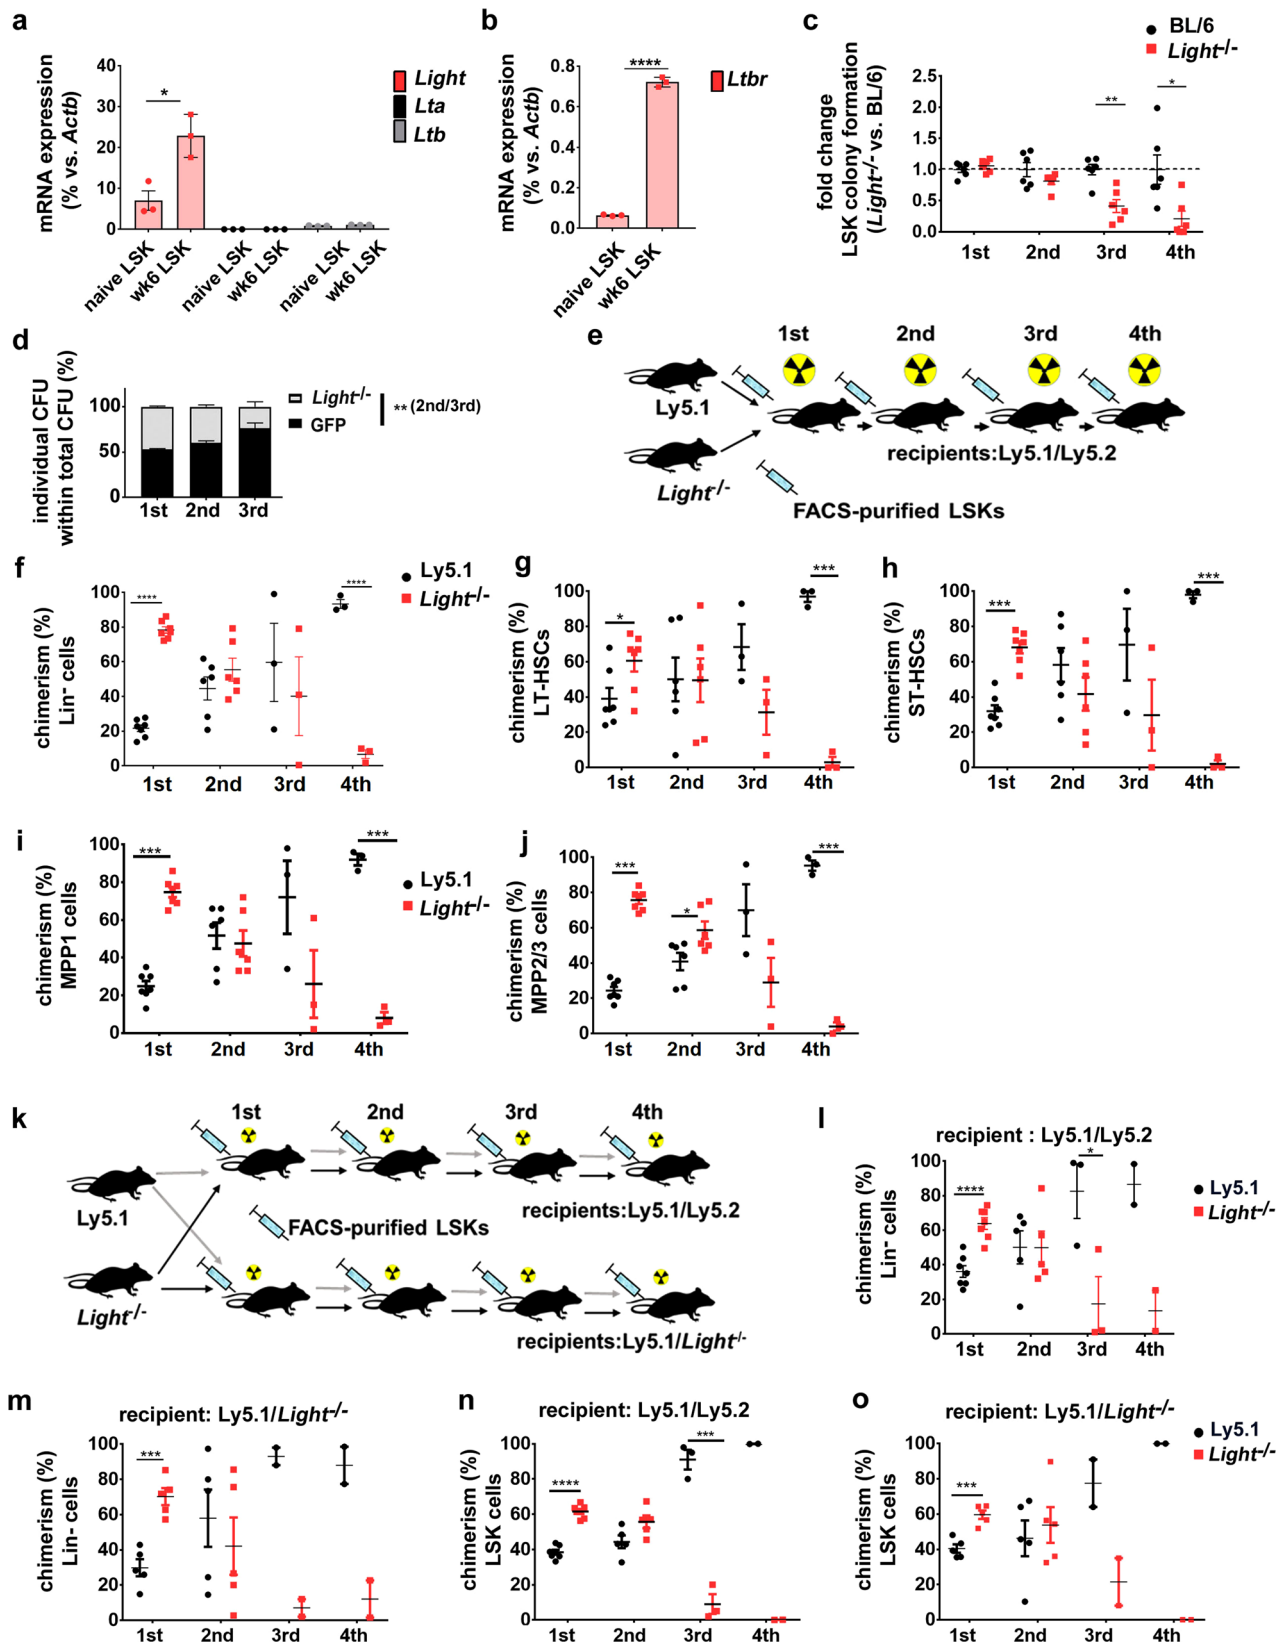 a
mRNA expression
(% vs. Actb)
40
30
20
10
0
*
Light
Lta
Ltb
naive LSK
wk6 LSK
naive LSK
wk6 LSK
naive LSK
wk6 LSK
b
mRNA expression
(% vs. Actb)
0.8
0.6
0.4
0.2
0.0
****
Ltbr
naive LSK
wk6 LSK
c
BL/6
Light-/-
fold change
LSK colony formation
(Light-/- vs. BL/6)
2.5
2.0
1.5
1.0
0.5
0.0
**
*
1st 2nd 3rd 4th
d
individual CFU
within total CFU (%)
100
50
0
Light-/-
GFP
** (2nd/3rd)
1st 2nd 3rd
e
1st 2nd 3rd 4th
Ly5.1
Light-/-
recipients:Ly5.1/Ly5.2
FACS-purified LSKs
f
chimerism (%)
Lin- cells
100
80
60
40
20
0
****
****
Ly5.1
Light-/-
1st 2nd 3rd 4th
g
chimerism (%)
LT-HSCs
100
80
60
40
20
0
*
***
1st 2nd 3rd 4th
h
chimerism (%)
ST-HSCs
100
80
60
40
20
0
***
***
1st 2nd 3rd 4th
i
chimerism (%)
MPP1 cells
100
80
60
40
20
0
***
***
Ly5.1
Light-/-
1st 2nd 3rd 4th
j
chimerism (%)
MPP2/3 cells
100
80
60
40
20
0
***
*
***
1st 2nd 3rd 4th
k
1st 2nd 3rd 4th
Ly5.1
recipients:Ly5.1/Ly5.2
FACS-purified LSKs
Light-/-
recipients:Ly5.1/Light-/-
l
recipient : Ly5.1/Ly5.2
chimerism (%)
Lin- cells
100
80
60
40
20
0
****
*
Ly5.1
Light-/-
1st 2nd 3rd 4th
m
recipient: Ly5.1/Light-/-
chimerism (%)
Lin- cells
100
80
60
40
20
0
***
1st 2nd 3rd 4th
n
recipient: Ly5.1/Ly5.2
chimerism (%)
LSK cells
100
80
60
40
20
0
****
***
1st 2nd 3rd 4th
o
recipient: Ly5.1/Light-/-
chimerism (%)
LSK cells
100
80
60
40
20
0
***
Ly5.1
Light-/-
1st 2nd 3rd 4th